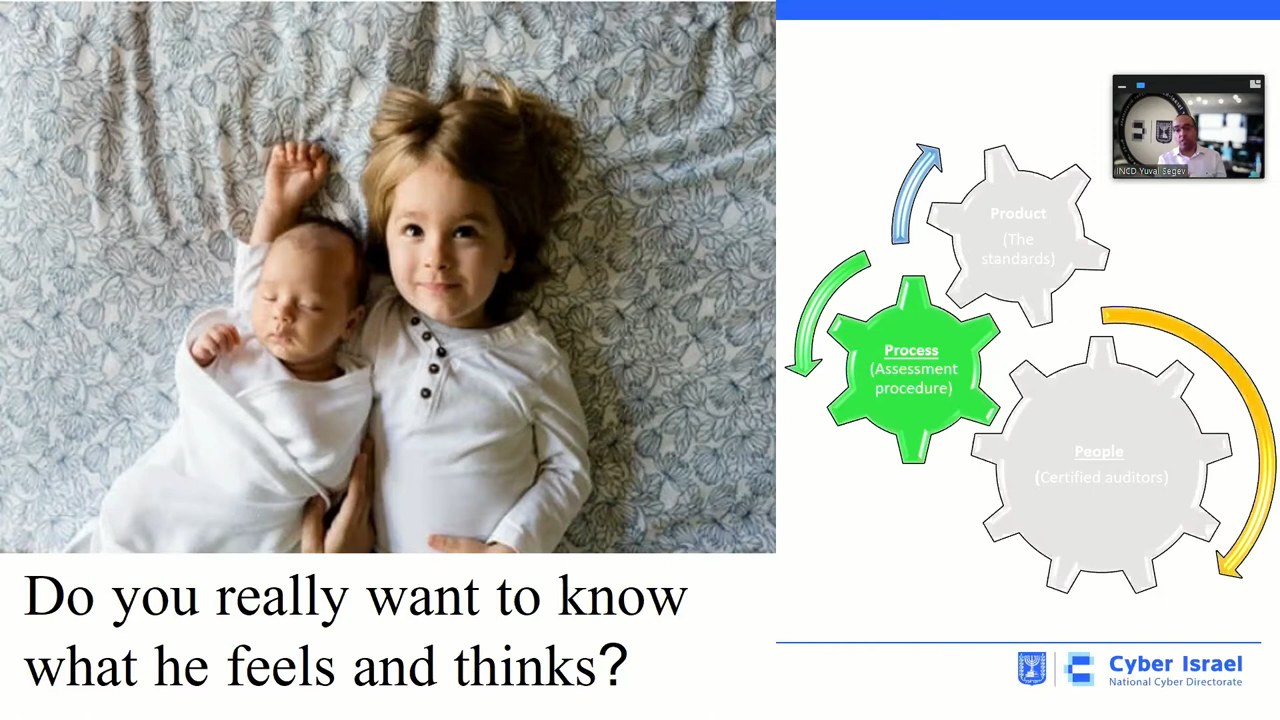 Do you really want to know
what he feels and thinks?
INCD Yuval Segev
Product
(The
standards)
Process
(Assessment
procedure)
People
(Certified auditors)
Cyber Israel
National Cyber Directorate